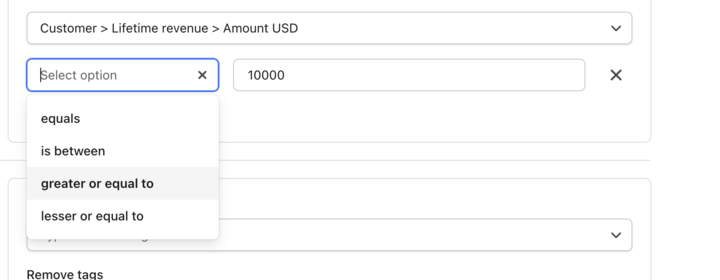 Customer > Lifetime revenue > Amount USD
Select option
10000
equals
is between
greater or equal to
lesser or equal to
Remove tags